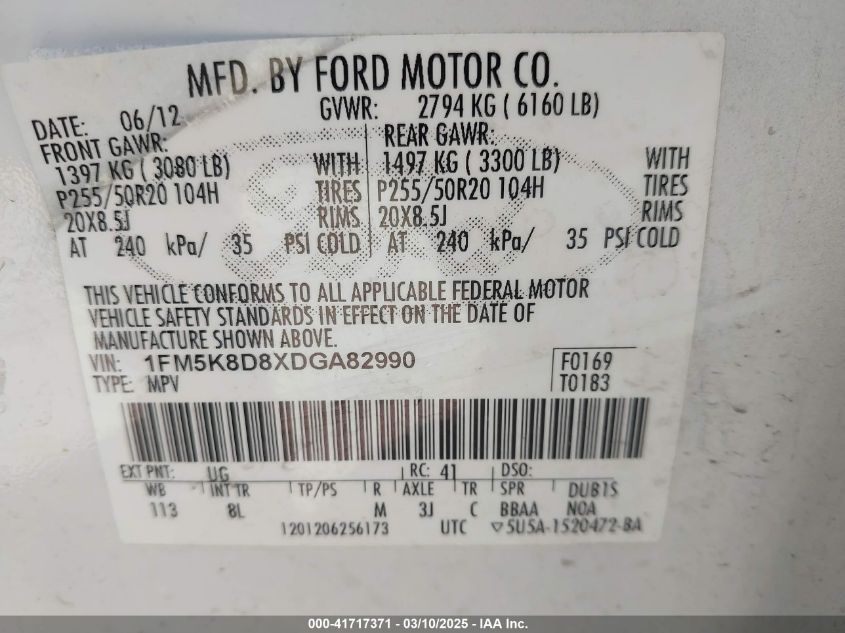 MFD. BY FORD MOTOR CO.
DATE: 06/12 GVWR: 2794 KG ( 6160 LB)
FRONT GAWR: REAR GAWR:
1397 KG ( 3080 LB) WITH 1497 KG ( 3300 LB) WITH
P255/50R20 104H TIRES P255/50R20 104H TIRES
20X8.5J RIMS 20X8.5J RIMS
AT 240 kPa/ 35 PSI COLD AT 240 kPa/ 35 PSI COLD
THIS VEHICLE CONFORMS TO ALL APPLICABLE FEDERAL MOTOR
VEHICLE SAFETY STANDARDS IN EFFECT ON THE DATE OF
MANUFACTURE SHOWN ABOVE.
VIN: 1FM5K8D8XDGA82990 F0169
TYPE: MPV T0183
EXT PNT: UG RC: 41 DSO:
WB INT TR TP/PS R AXLE TR SPR DUB1S
113 8L M 3J C BBAA NOA
1201206256173 UTC ▽5U5A-1520472-BA
000-41717371 - 03/10/2025 - IAA Inc.